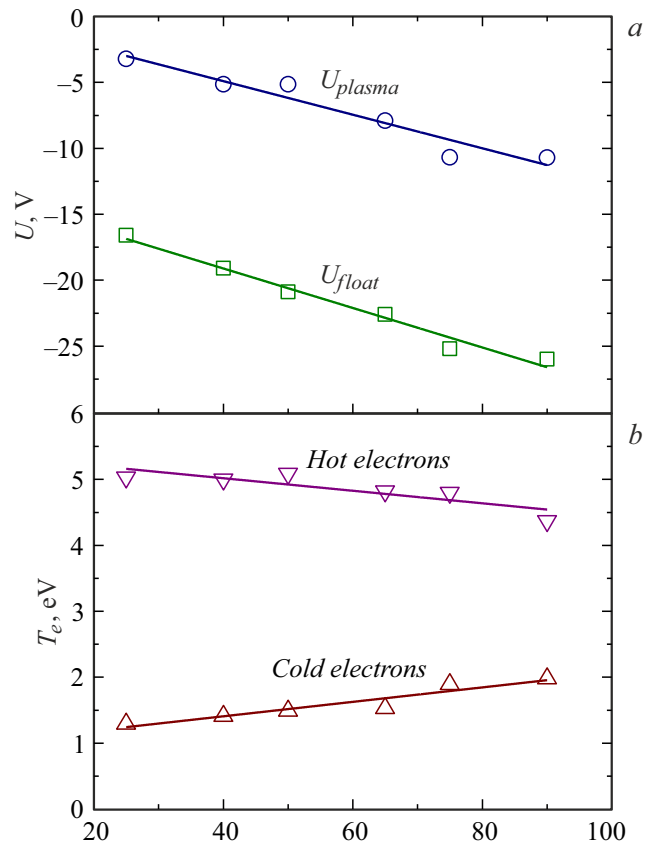 0
a
U_plasma
–5
–10
U, V
–15
U_float
–20
–25
6
b
Hot electrons
5
4
T_e, eV
3
2
Cold electrons
1
0
20 40 60 80 100